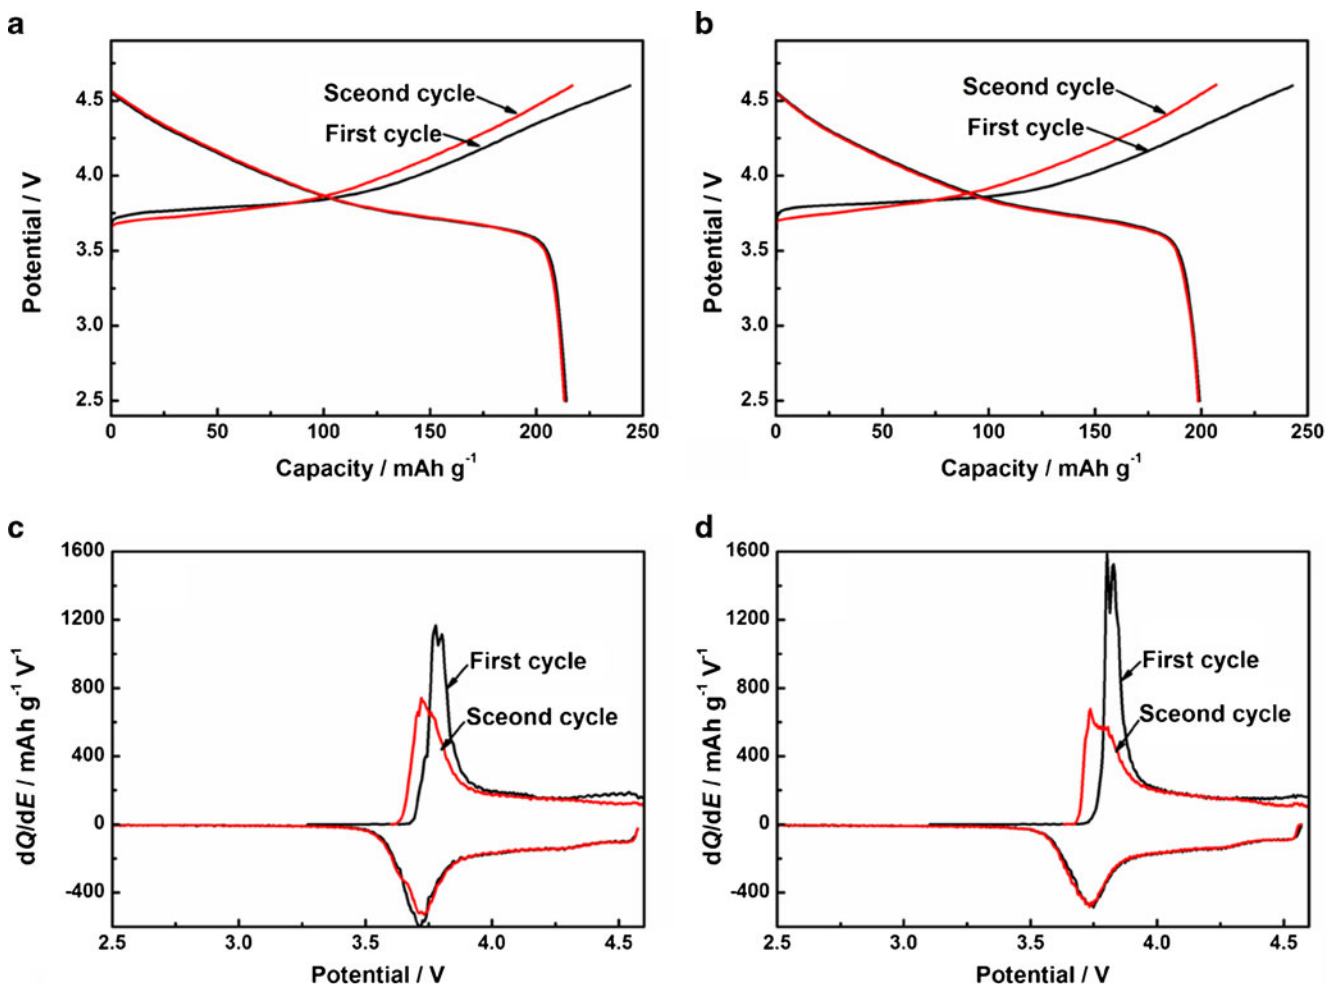 a
4.5
4.0
3.5
3.0
2.5
Potential / V
Sceond cycle
First cycle
0 50 100 150 200 250
Capacity / mAh g⁻¹
b
4.5
4.0
3.5
3.0
2.5
Potential / V
Sceond cycle
First cycle
0 50 100 150 200 250
Capacity / mAh g⁻¹
c
1600
1200
800
400
0
-400
dQ/dE / mAh g⁻¹ V⁻¹
First cycle
Sceond cycle
2.5 3.0 3.5 4.0 4.5
Potential / V
d
1600
1200
800
400
0
-400
dQ/dE / mAh g⁻¹ V⁻¹
First cycle
Sceond cycle
2.5 3.0 3.5 4.0 4.5
Potential / V